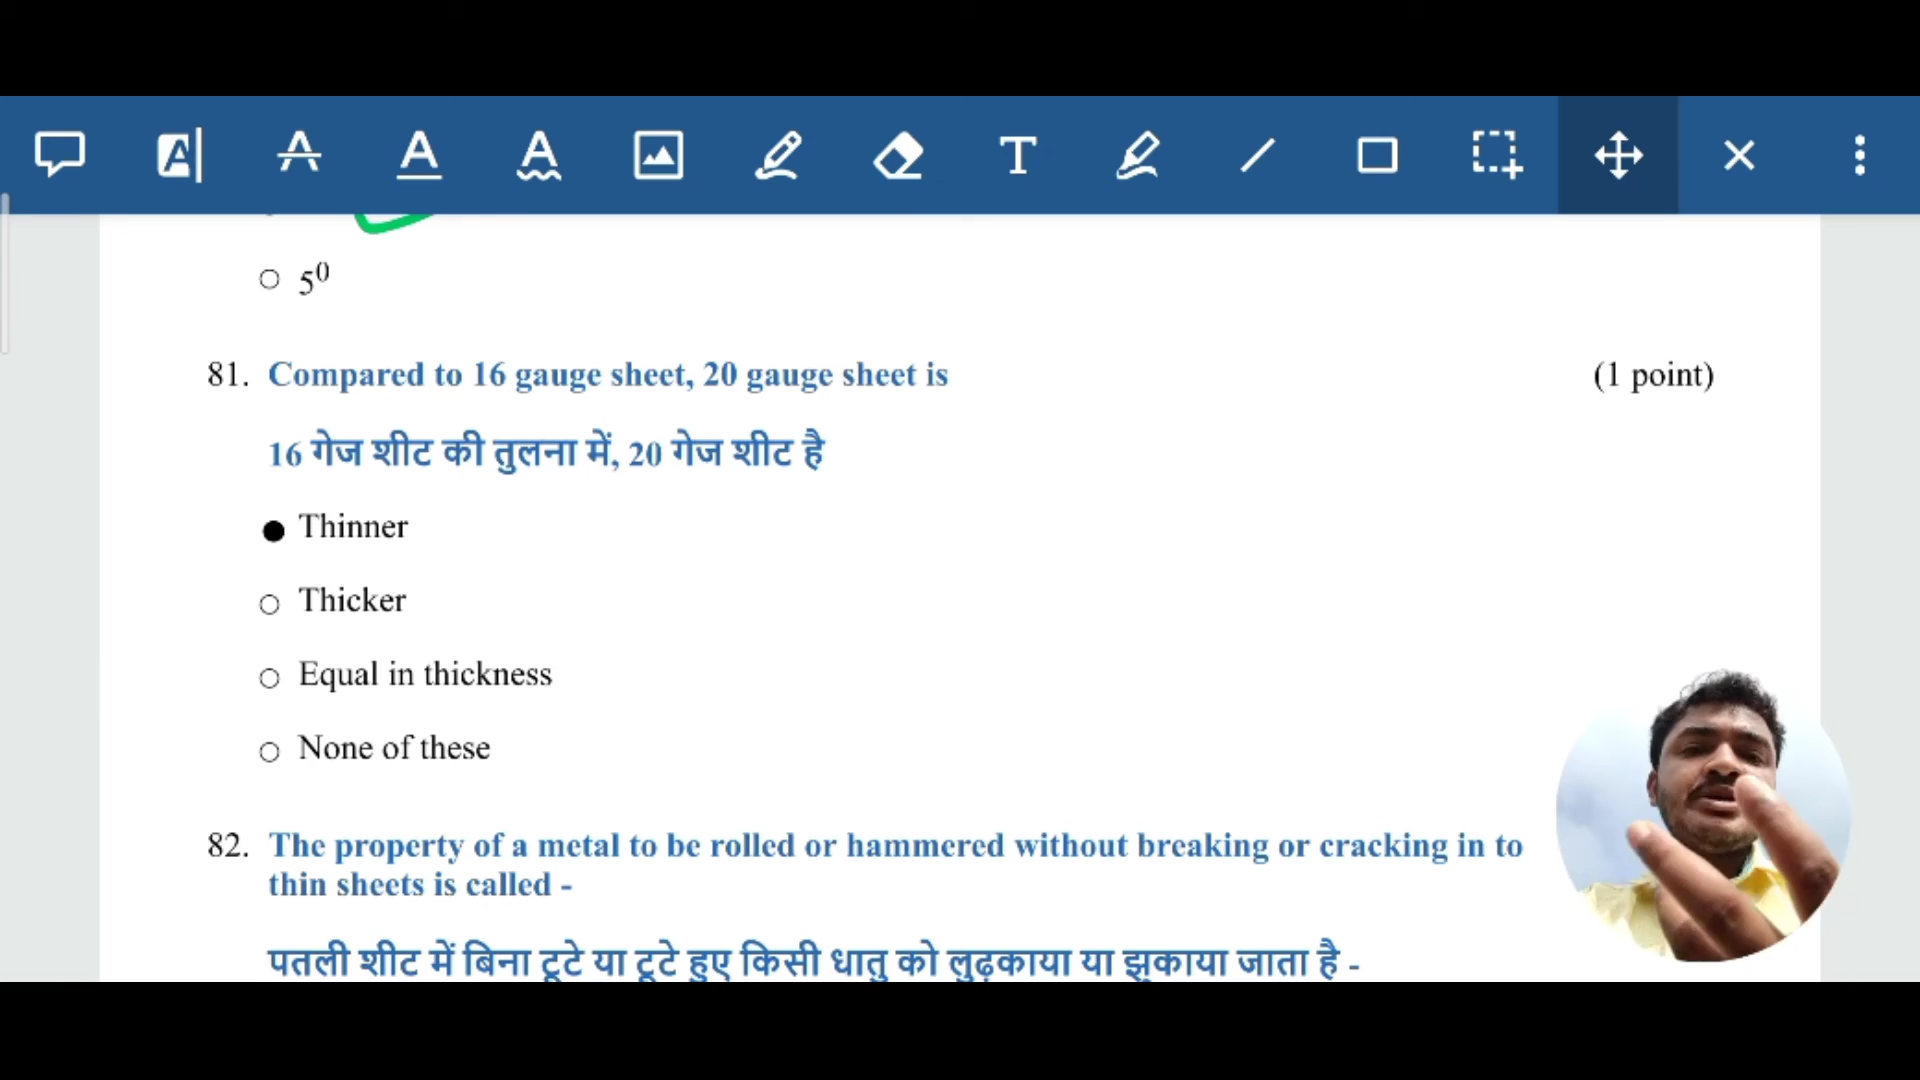 5⁰
81. Compared to 16 gauge sheet, 20 gauge sheet is (1 point)
16 गेज शीट की तुलना में, 20 गेज शीट है
Thinner
Thicker
Equal in thickness
None of these
82. The property of a metal to be rolled or hammered without breaking or cracking in to
thin sheets is called -
पतली शीट में बिना टूटे या टूटे हुए किसी धातु को लुढ़काया या झुकाया जाता है -